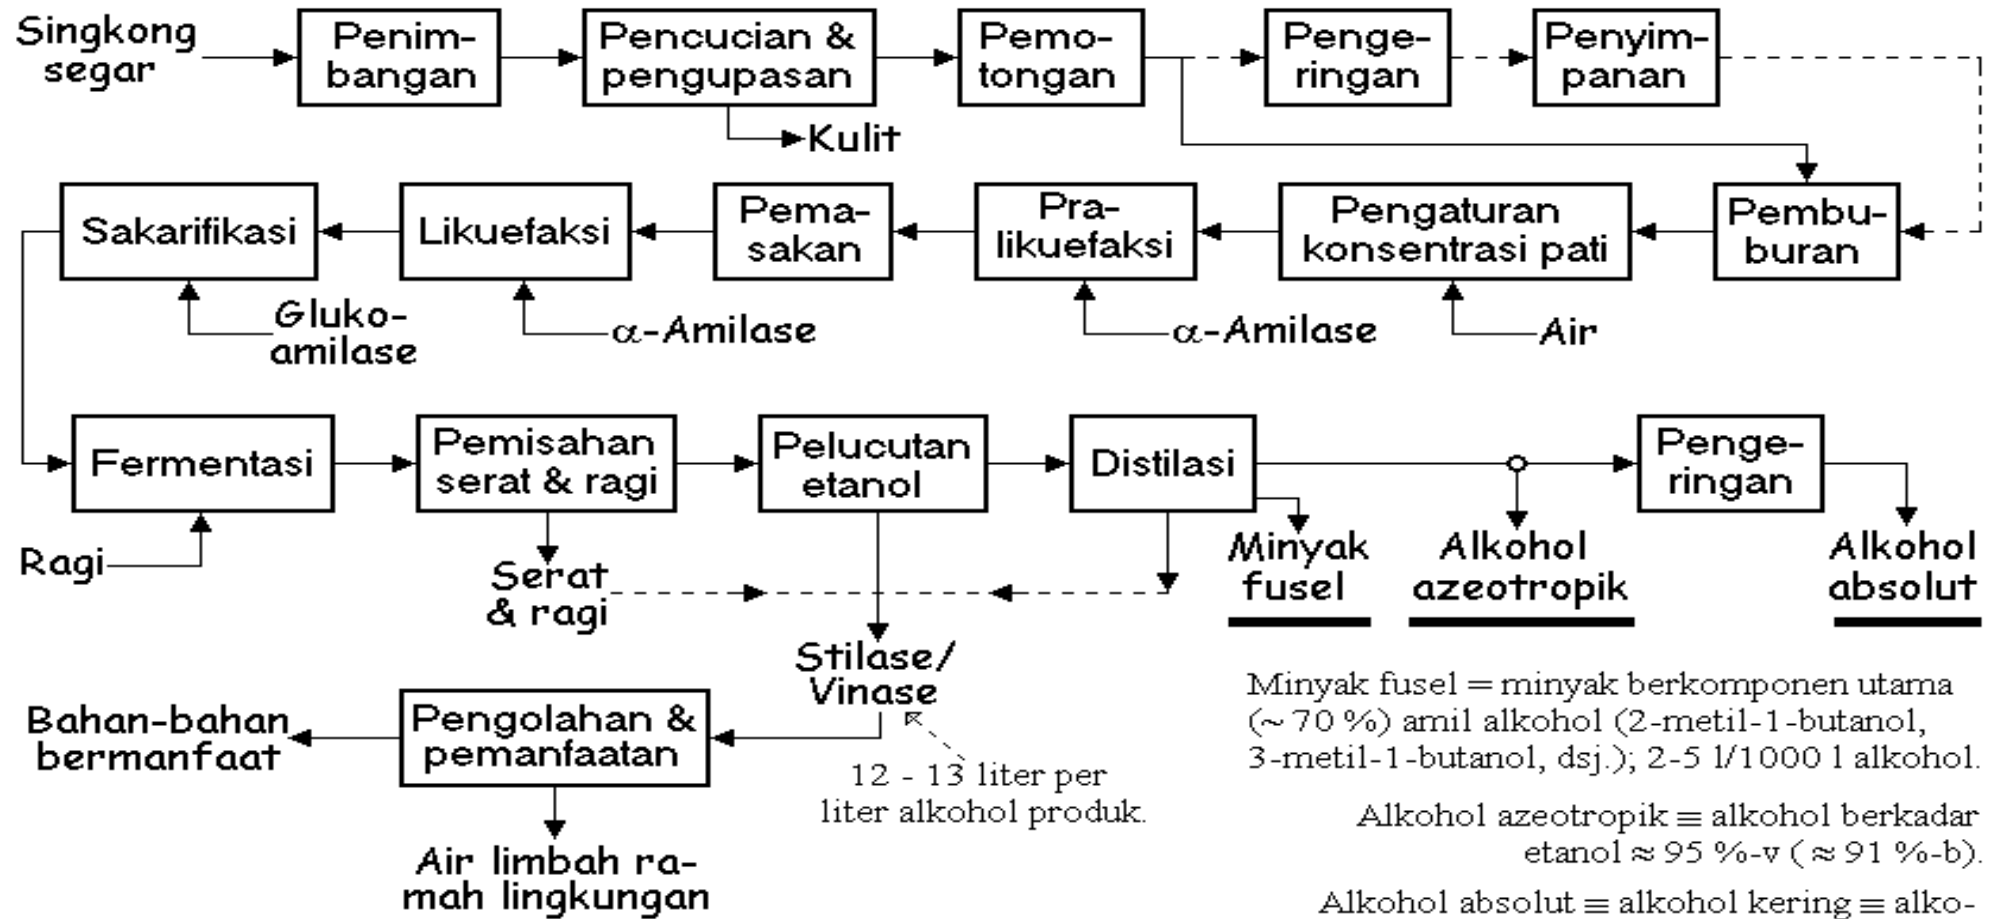 Singkong
segar
Penim-
bangan
Pencucian &
pengupasan
Pemo-
tongan
Penge-
ringan
Penyim-
panan
Kulit
Sakarifikasi
Likuefaksi
Pema-
sakan
Pra-
likuefaksi
Pengaturan
konsentrasi pati
Pembu-
buran
Gluko-
amilase
α-Amilase
α-Amilase
Air
Fermentasi
Pemisahan
serat & ragi
Pelucutan
etanol
Distilasi
Penge-
ringan
Ragi
Serat
& ragi
Minyak
fusel
Alkohol
azeotropik
Alkohol
absolut
Stilase/
Vinase
Bahan-bahan
bermanfaat
Pengolahan &
pemanfaatan
12 - 13 liter per
liter alkohol produk.
Air limbah ra-
mah lingkungan
Minyak fusel = minyak berkomponen utama
(~ 70 %) amil alkohol (2-metil-1-butanol,
3-metil-1-butanol, dsj.); 2-5 l/1000 l alkohol.
Alkohol azeotropik ≡ alkohol berkadar
etanol ≈ 95 %-v ( ≈ 91 %-b).
Alkohol absolut ≡ alkohol kering ≡ alko-